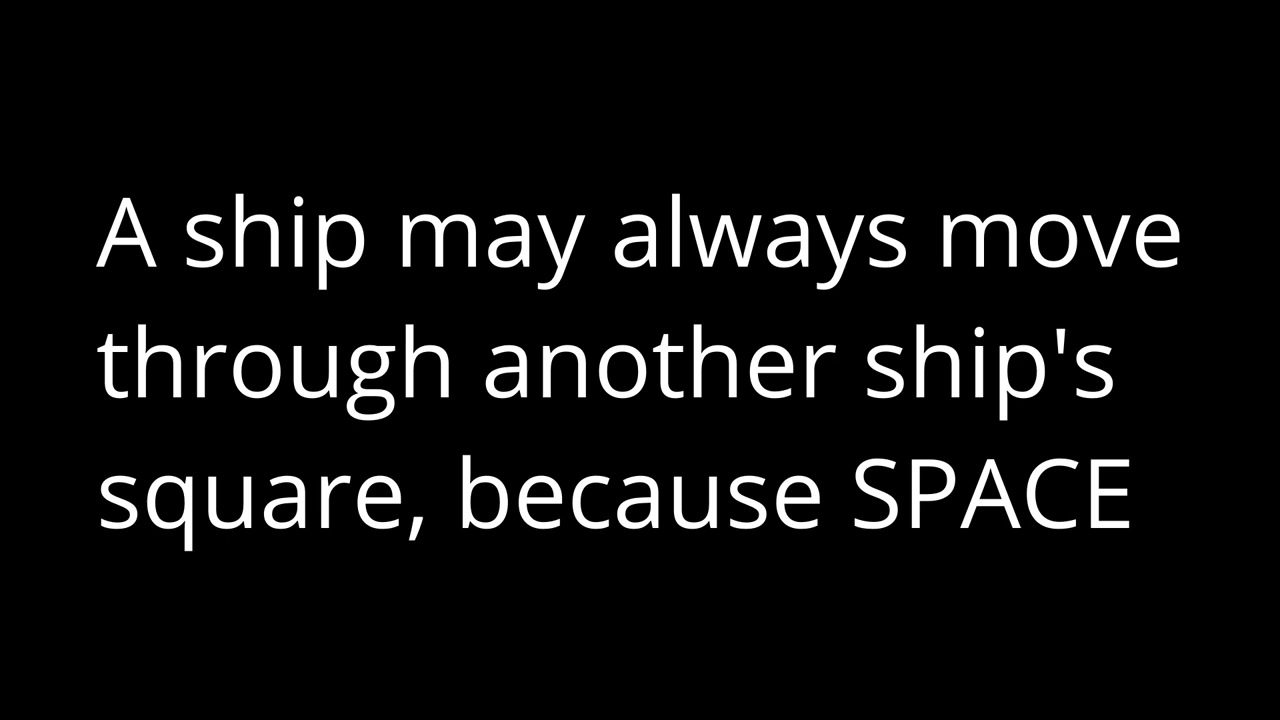 A ship may always move
through another ship's
square, because SPACE